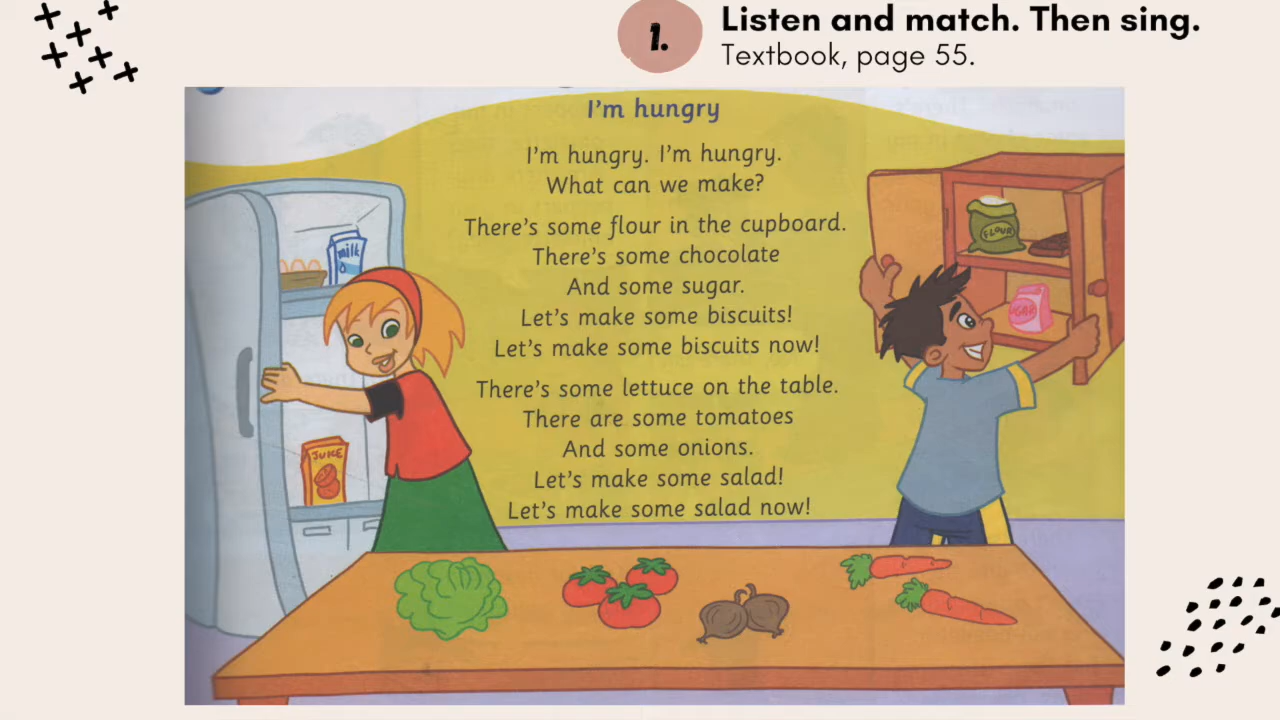 1.
Listen and match. Then sing.
Textbook, page 55.
I'm hungry
I'm hungry. I'm hungry.
What can we make?
There's some flour in the cupboard.
There's some chocolate
And some sugar.
Let's make some biscuits!
Let's make some biscuits now!
There's some lettuce on the table.
There are some tomatoes
And some onions.
Let's make some salad!
Let's make some salad now!
milk
FLOUR
SUGAR
JUICE